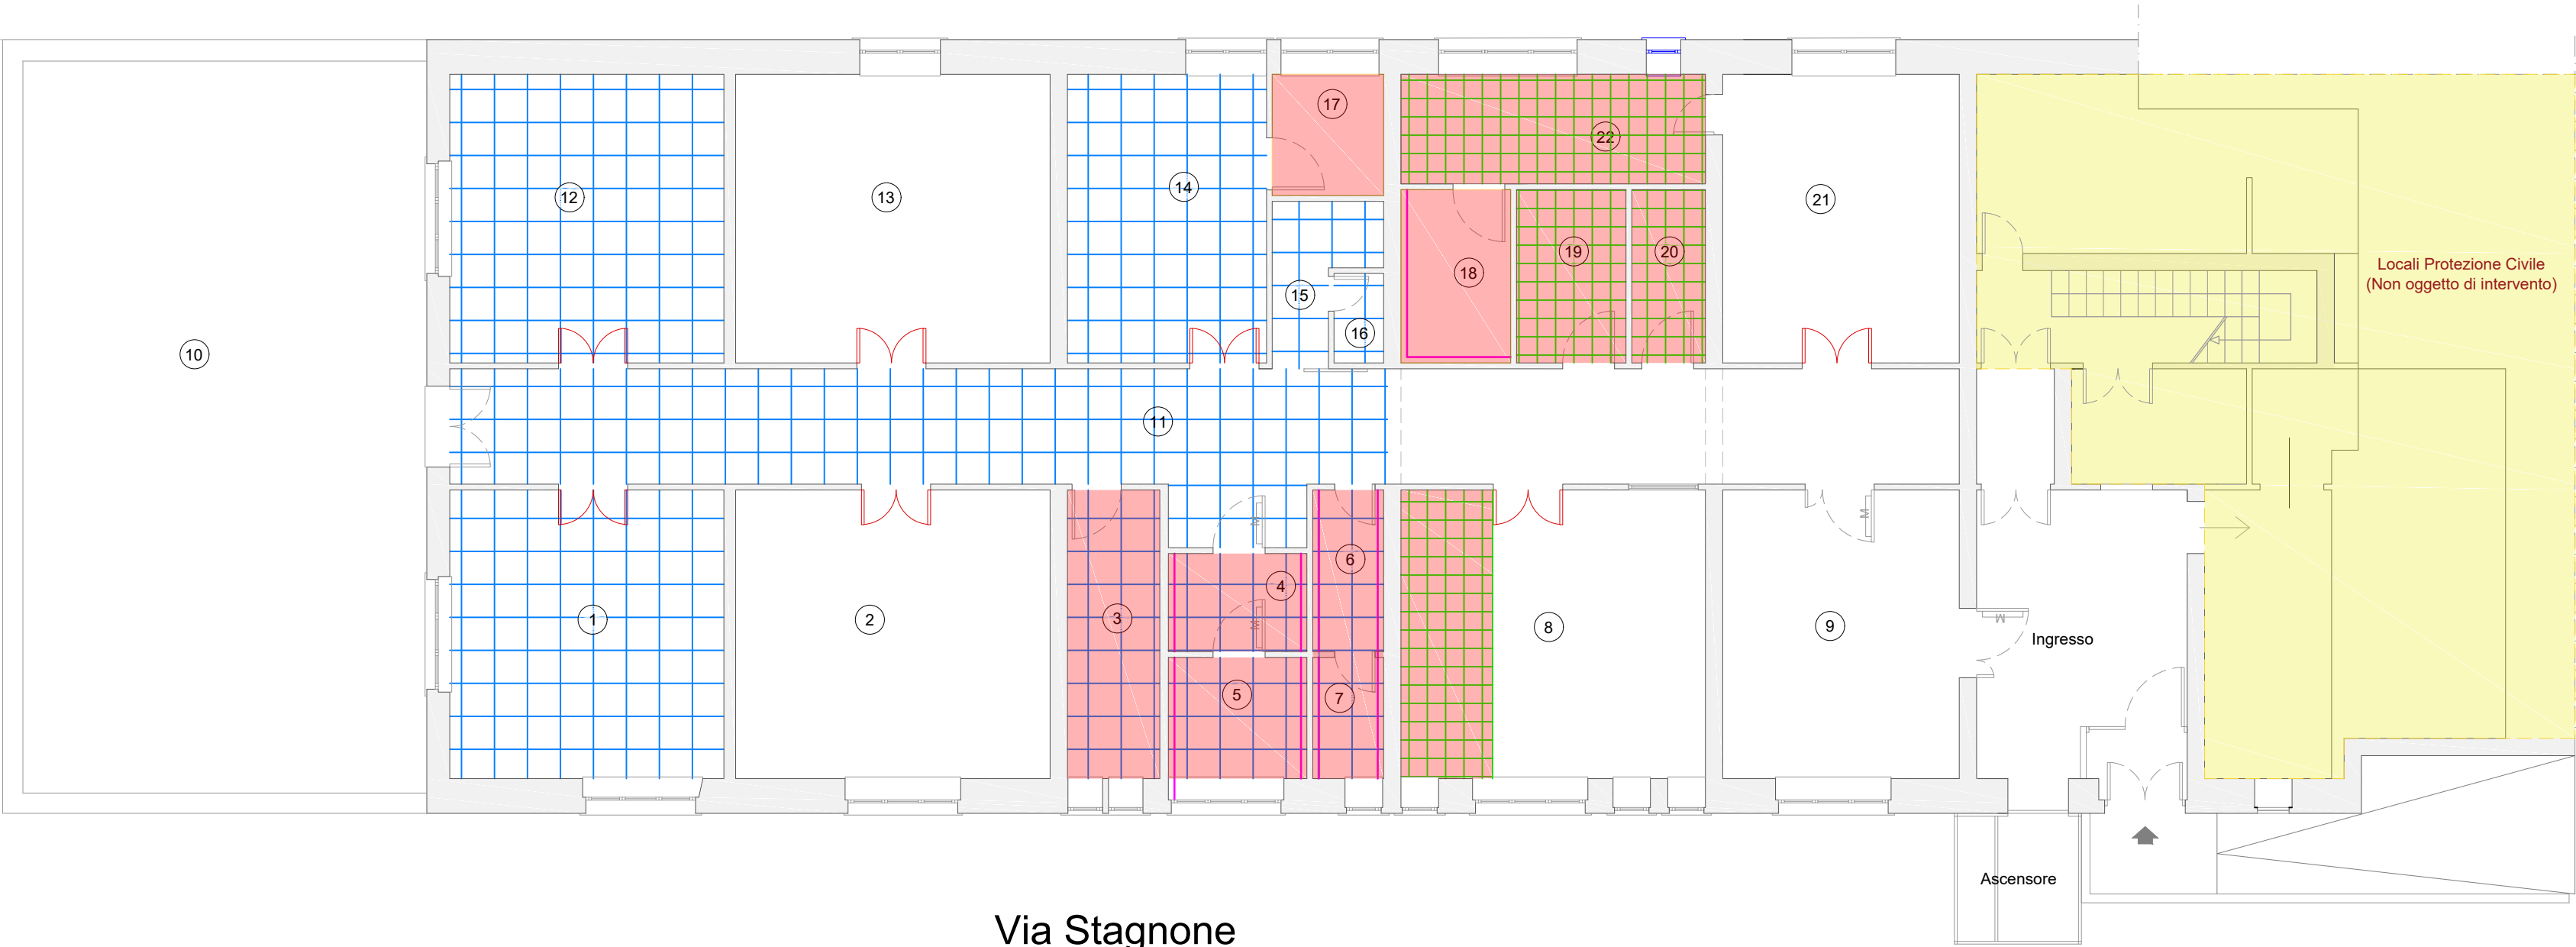 17
22
12
13
14
21
18
19
20
Locali Protezione Civile
(Non oggetto di intervento)
15
16
10
11
6
4
1
2
3
8
9
M
M
M
M
Ingresso
5
7
Ascensore
Via Stagnone